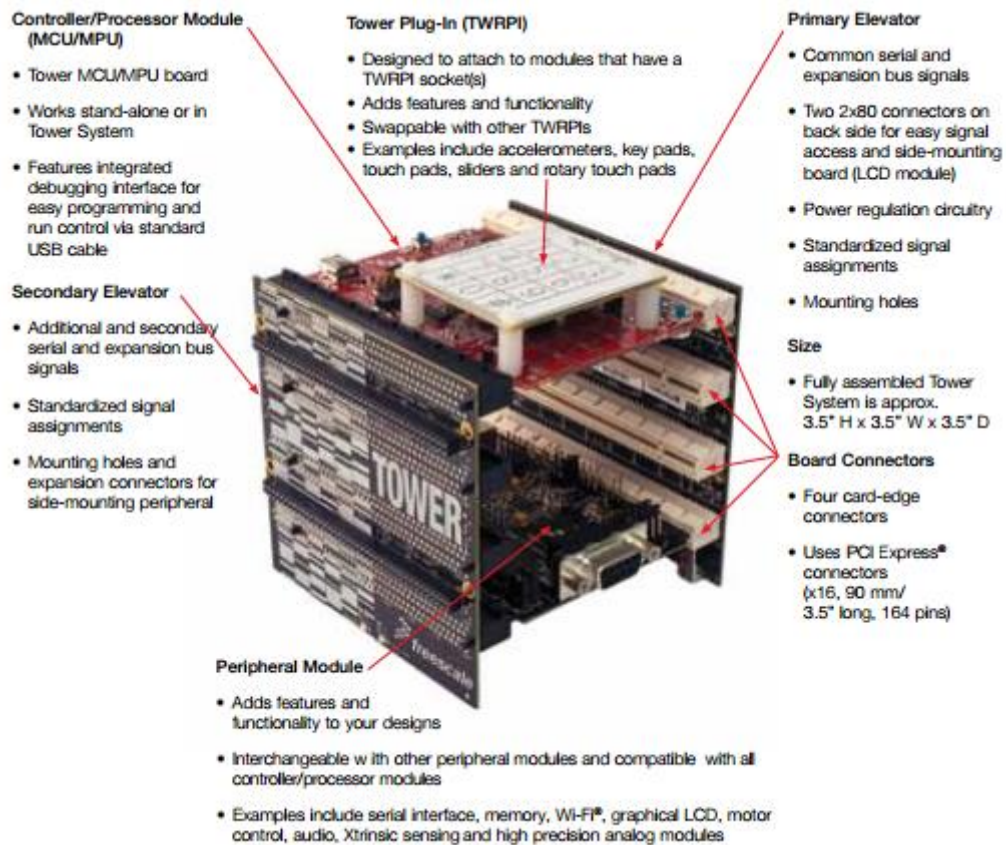 Controller/Processor Module
(MCU/MPU)
• Tower MCU/MPU board
• Works stand-alone or in
Tower System
• Features integrated
debugging interface for
easy programming and
run control via standard
USB cable
Secondary Elevator
• Additional and secondary
serial and expansion bus
signals
• Standardized signal
assignments
• Mounting holes and
expansion connectors for
side-mounting peripheral
Tower Plug-In (TWRPI)
• Designed to attach to modules that have a
TWRPI socket(s)
• Adds features and functionality
• Swappable with other TWRPIs
• Examples include accelerometers, key pads,
touch pads, sliders and rotary touch pads
Primary Elevator
• Common serial and
expansion bus signals
• Two 2x80 connectors on
back side for easy signal
access and side-mounting
board (LCD module)
• Power regulation circuitry
• Standardized signal
assignments
• Mounting holes
Size
• Fully assembled Tower
System is approx.
3.5" H x 3.5" W x 3.5" D
Board Connectors
• Four card-edge
connectors
• Uses PCI Express®
connectors
(x16, 90 mm/
3.5" long, 164 pins)
TOWER
freescale
Peripheral Module
• Adds features and
functionality to your designs
• Interchangeable w ith other peripheral modules and compatible with all
controller/processor modules
• Examples include serial interface, memory, Wi-Fi®, graphical LCD, motor
control, audio, Xtrinsic sensing and high precision analog modules